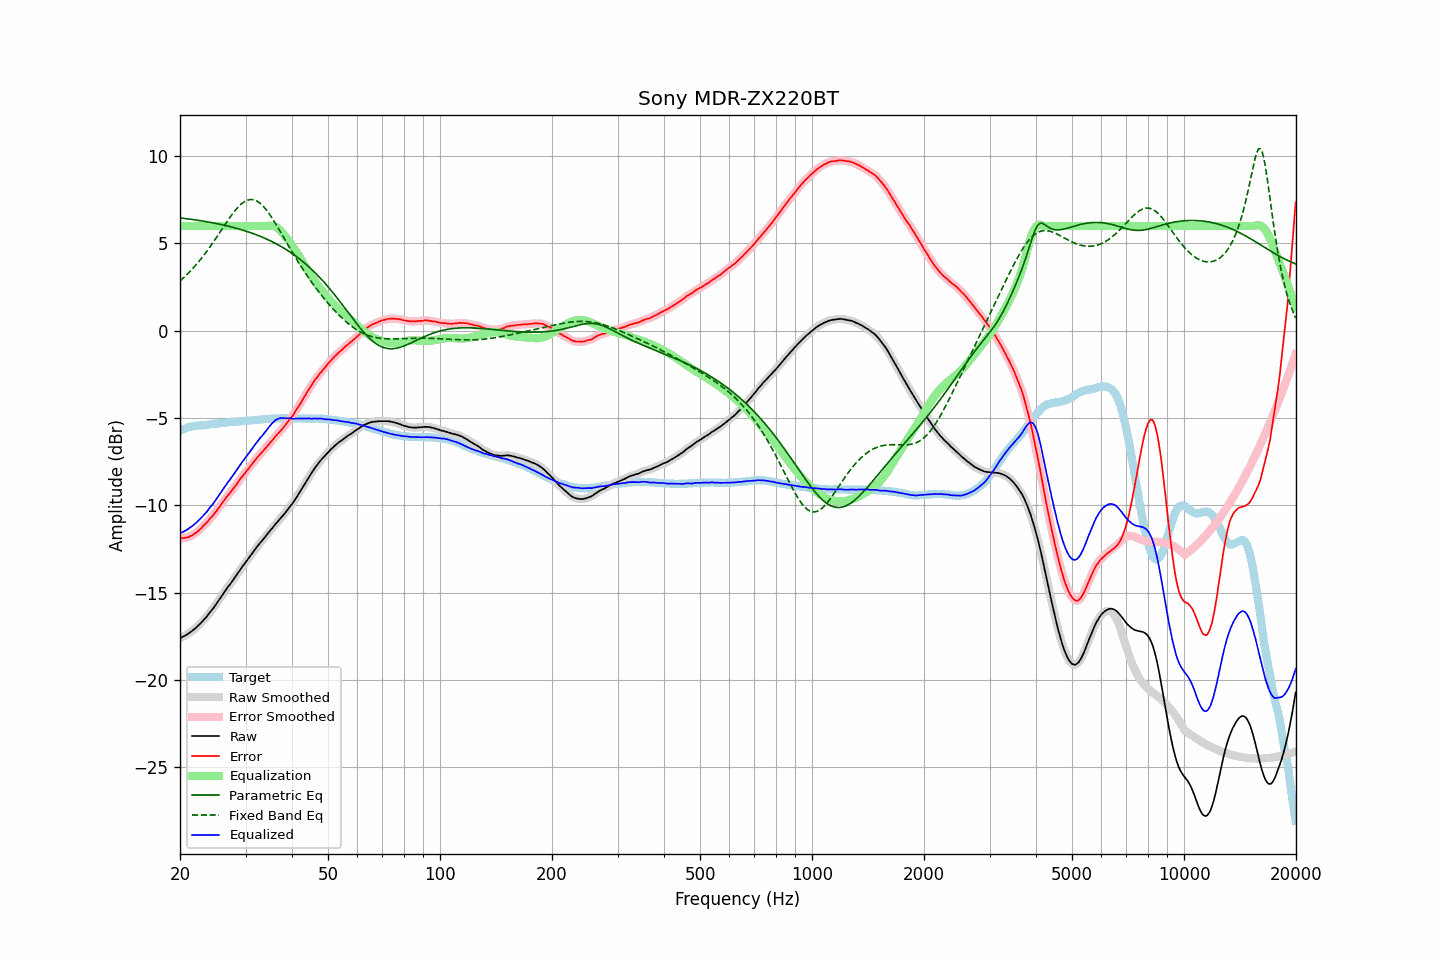 Sony MDR-ZX220BT
Amplitude (dBr)
10
5
0
−5
−10
−15
−20
−25
Target
Raw Smoothed
Error Smoothed
Raw
Error
Equalization
Parametric Eq
Fixed Band Eq
Equalized
20 50 100 200 500 1000 2000 5000 10000 20000
Frequency (Hz)